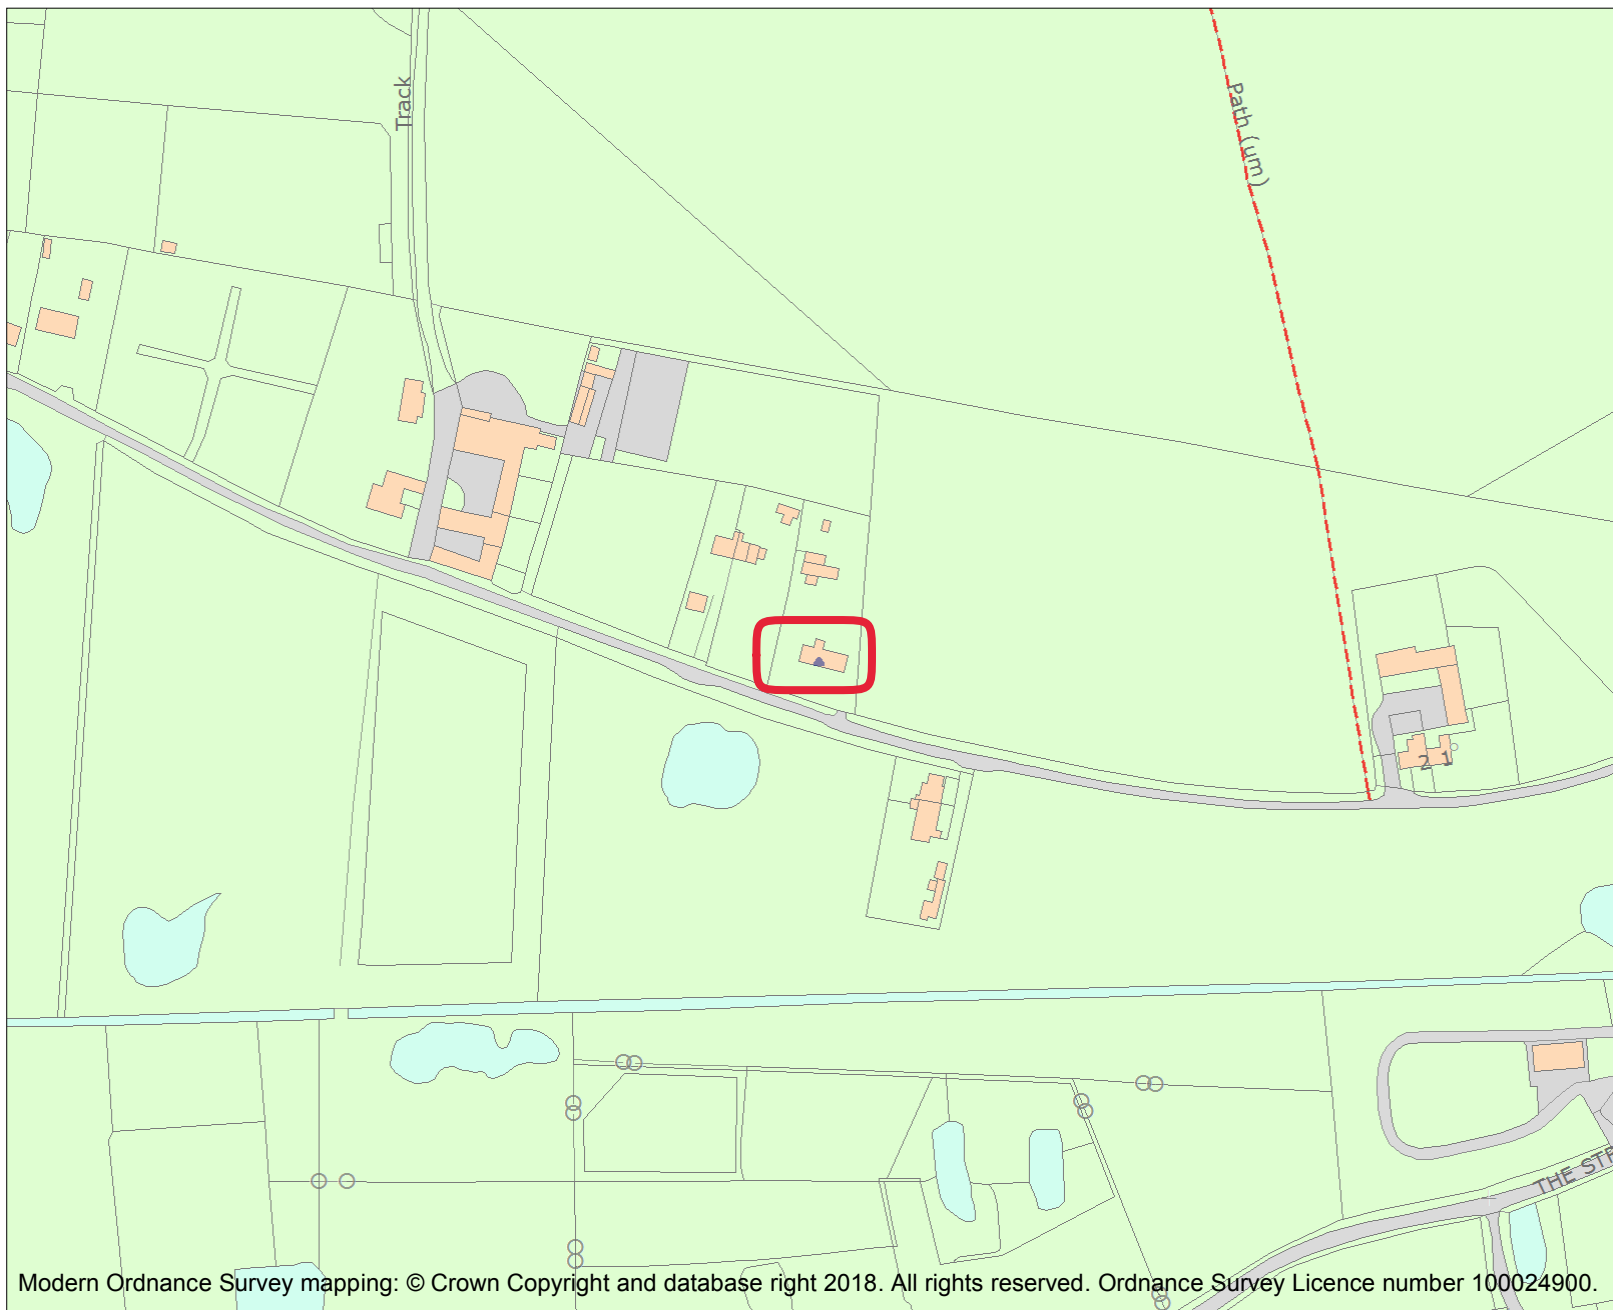 Track
Path (um)
2 1
THE STR
Modern Ordnance Survey mapping: © Crown Copyright and database right 2018. All rights reserved. Ordnance Survey Licence number 100024900.